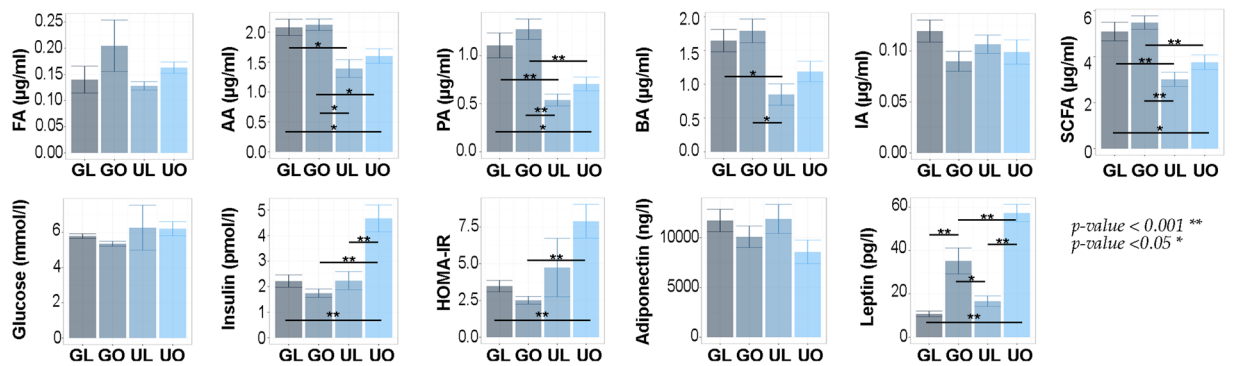 FA (µg/ml)
0.25
0.20
0.15
0.10
0.05
0.00
GL GO UL UO
AA (µg/ml)
2.0
1.5
1.0
0.5
0.0
* * * *
GL GO UL UO
PA (µg/ml)
1.0
0.5
0.0
** ** ** *
GL GO UL UO
BA (µg/ml)
2.0
1.5
1.0
0.5
0.0
* *
GL GO UL UO
IA (µg/ml)
0.10
0.05
0.00
GL GO UL UO
SCFA (µg/ml)
6
4
2
0
** ** ** *
GL GO UL UO
Glucose (mmo/l)
6
4
2
0
GL GO UL UO
Insulin (pmol/l)
5
4
3
2
1
0
** ** **
GL GO UL UO
HOMA-IR
7.5
5.0
2.5
0.0
** **
GL GO UL UO
Adiponectin (ng/l)
10000
5000
0
GL GO UL UO
Leptin (pg/l)
60
40
20
0
** ** ** * **
GL GO UL UO
p-value < 0.001 **
p-value <0.05 *